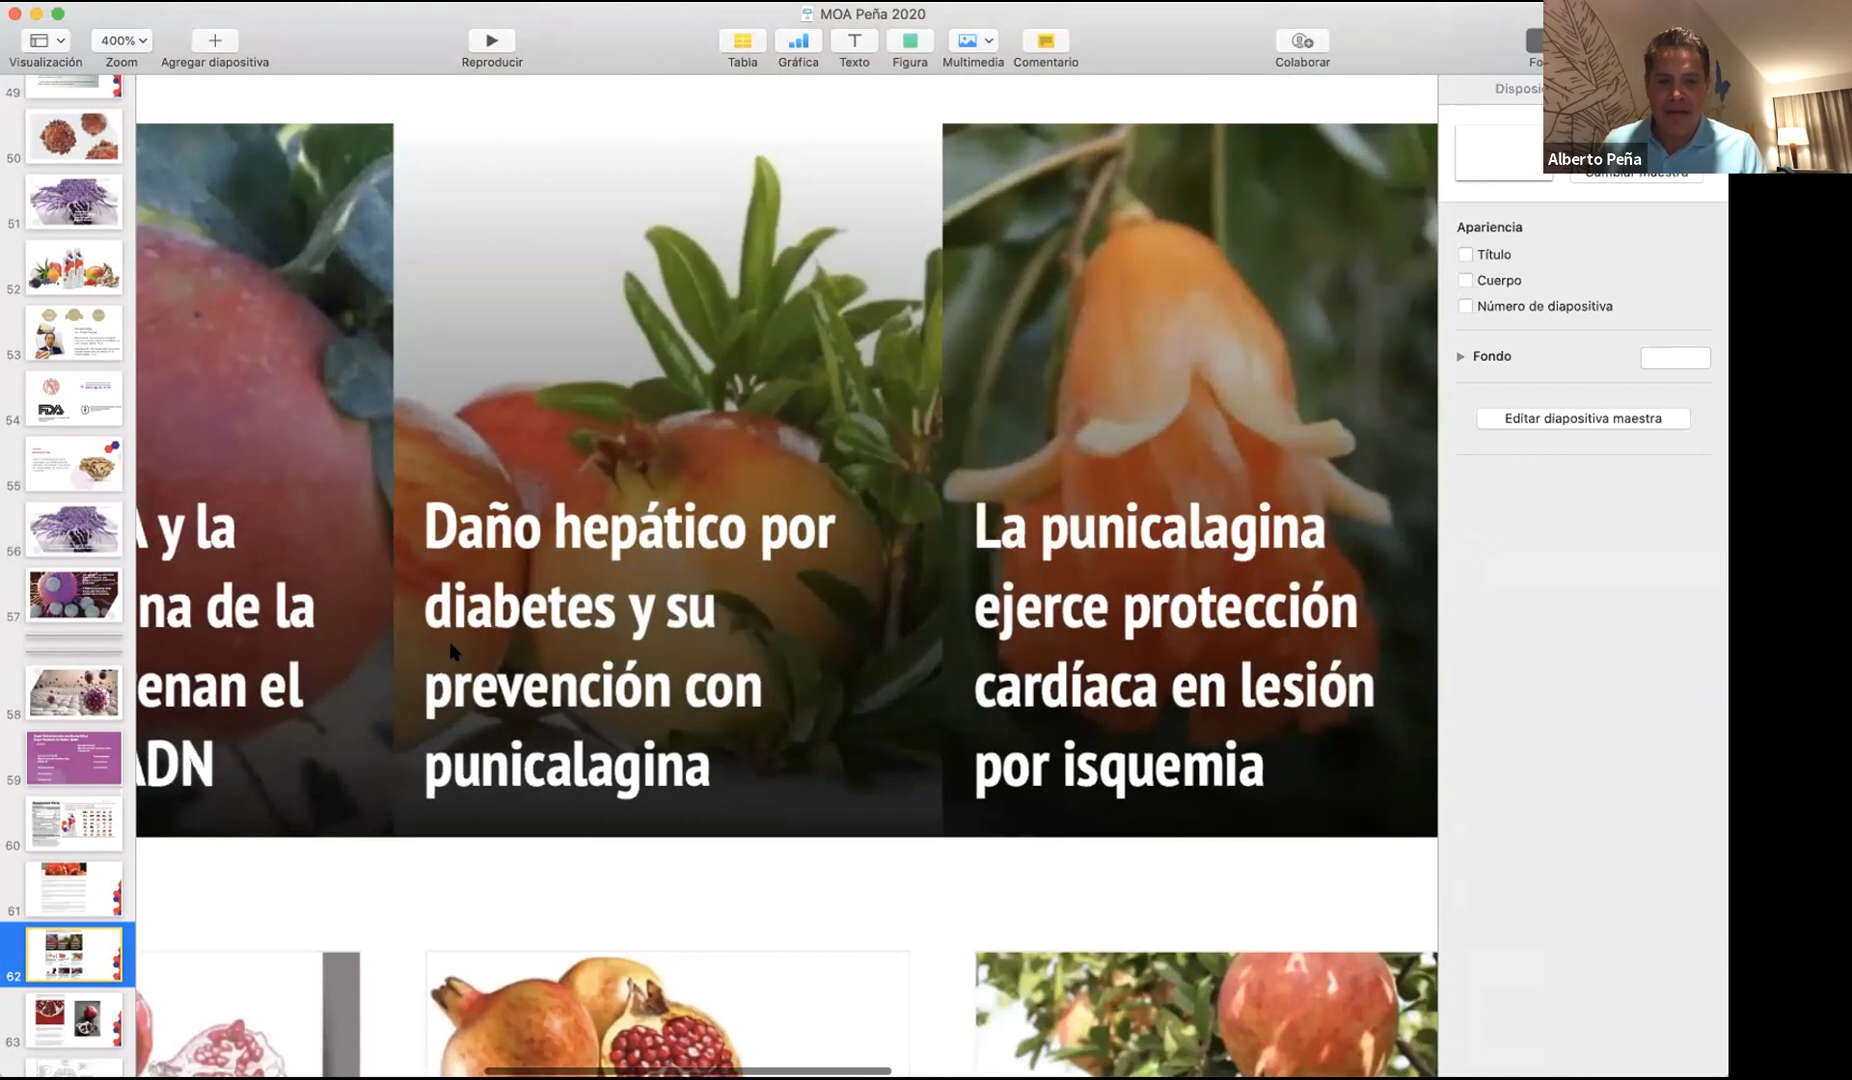 MOA Peña 2020
400%
Visualización
Zoom
Agregar diapositiva
Reproducir
Tabla
Gráfica
Texto
Figura
Multimedia
Comentario
Colaborar
Alberto Peña
Apariencia
Título
Cuerpo
Número de diapositiva
Fondo
Editar diapositiva maestra
49
50
51
52
53
54
FDA
55
56
57
58
59
60
61
62
63
y la
na de la
enan el
ADN
Daño hepático por
diabetes y su
prevención con
punicalagina
La punicalagina
ejerce protección
cardíaca en lesión
por isquemia